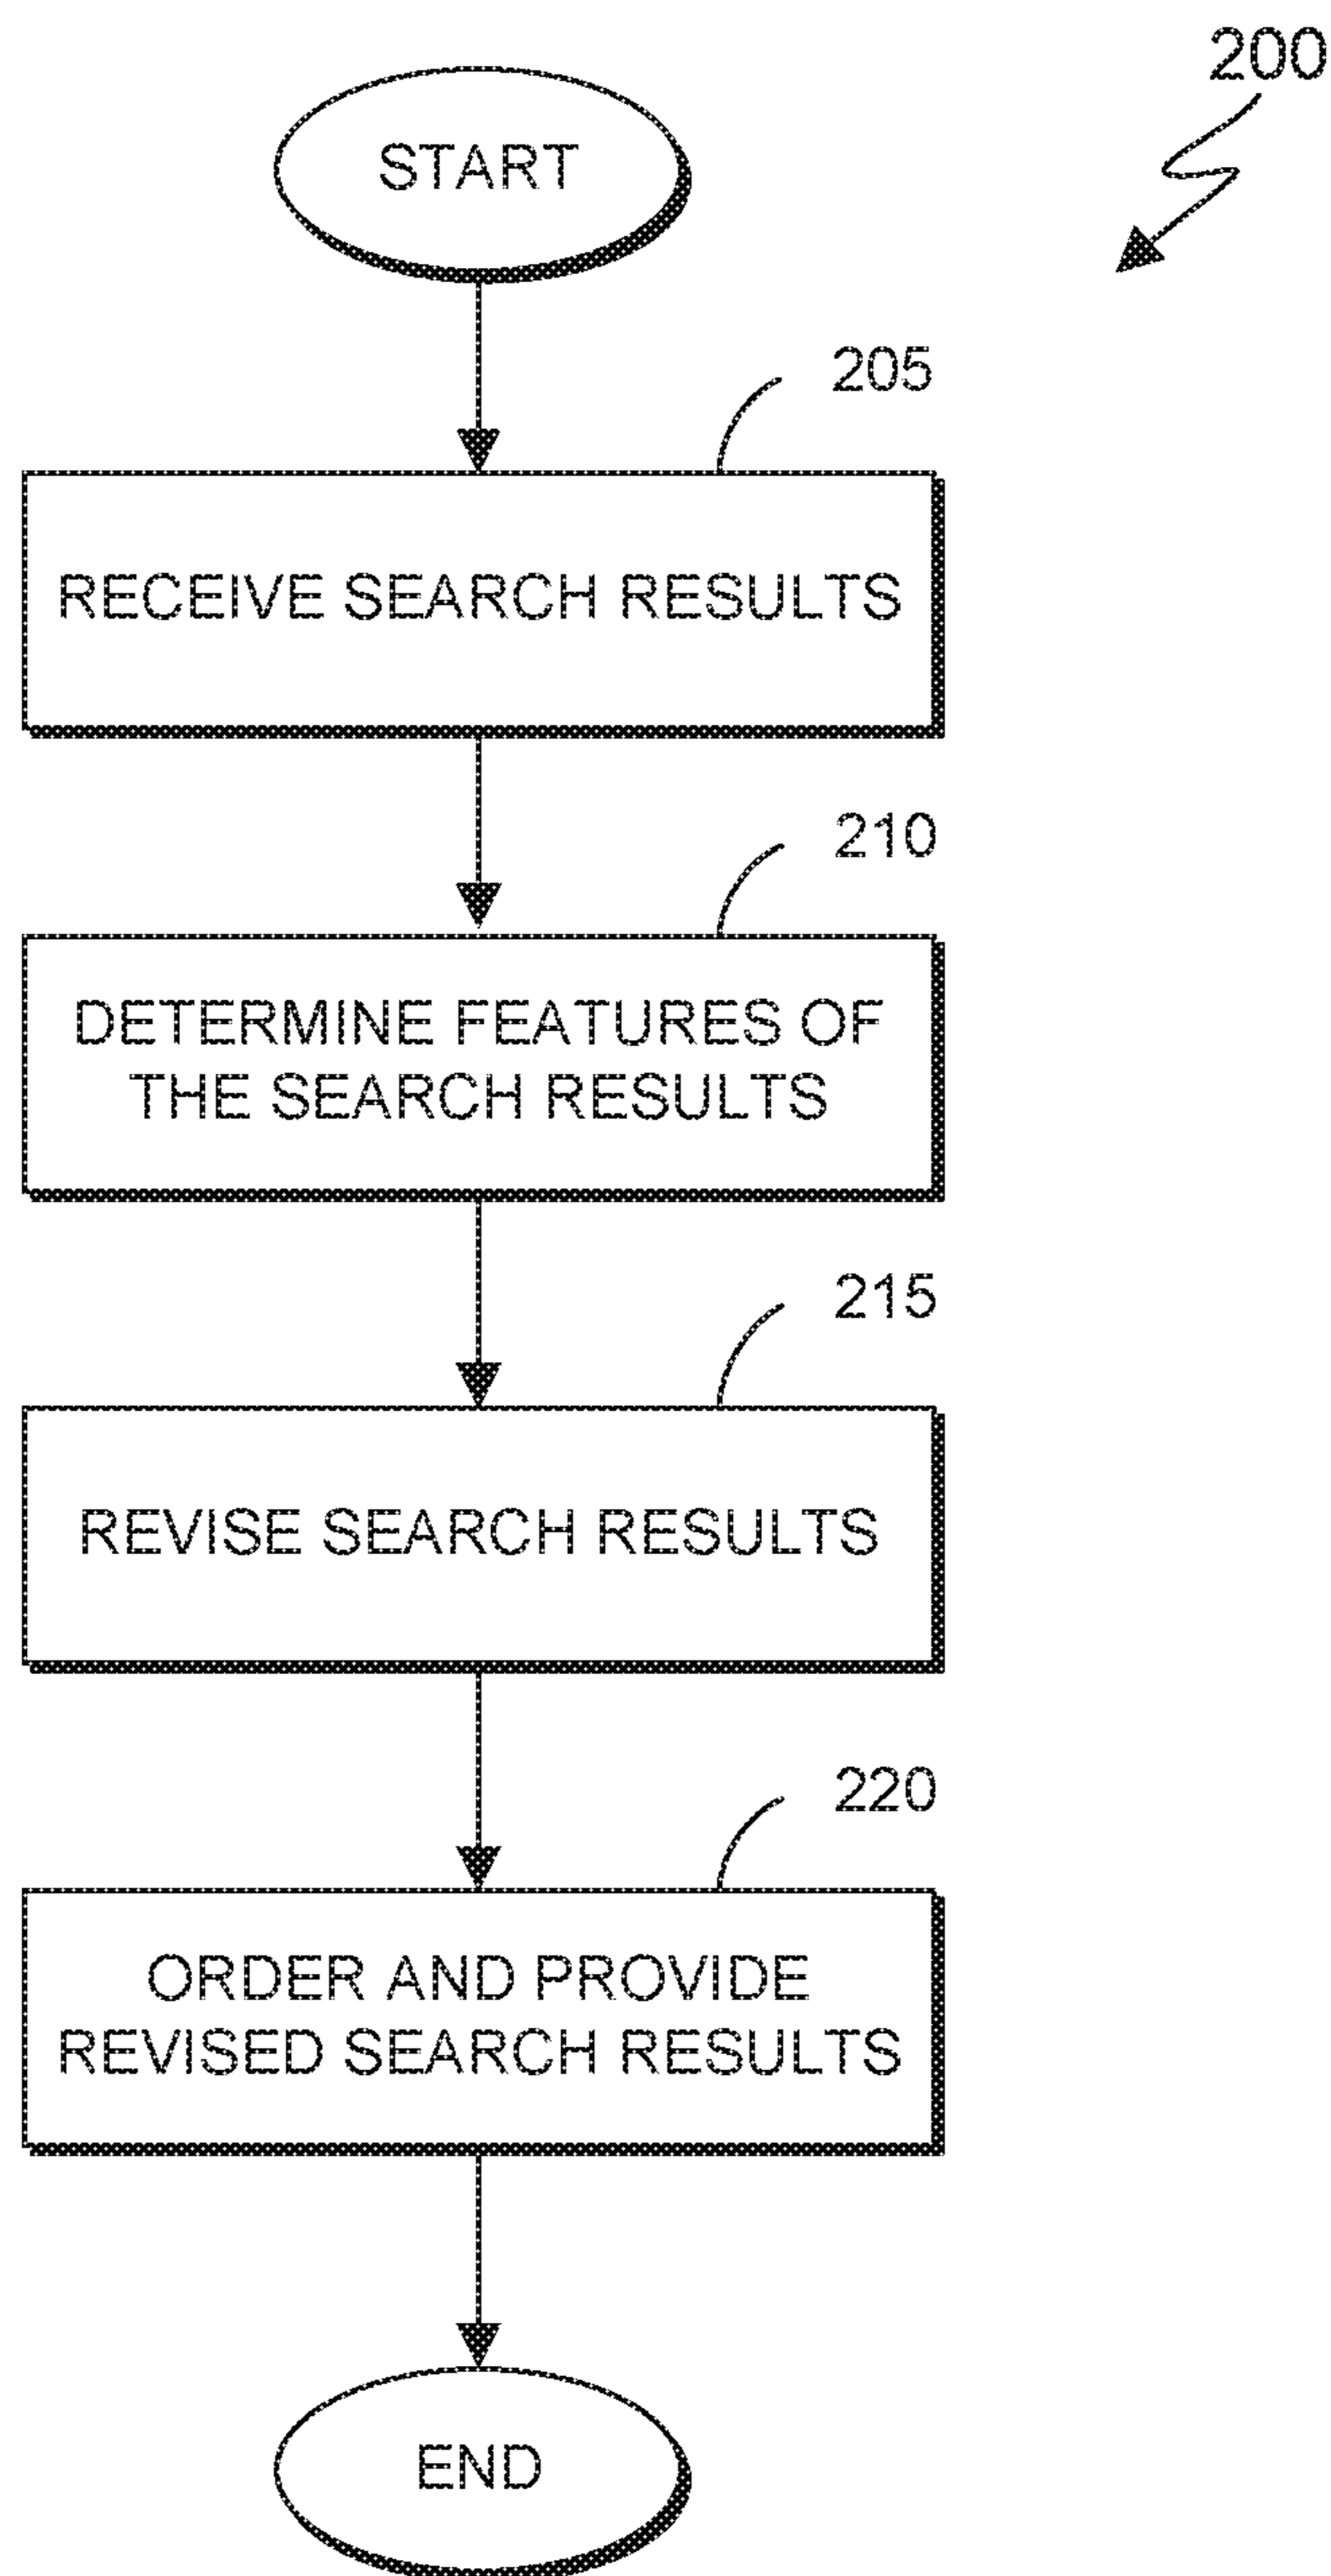 200
START
205
RECEIVE SEARCH RESULTS
210
DETERMINE FEATURES OF
THE SEARCH RESULTS
215
REVISE SEARCH RESULTS
220
ORDER AND PROVIDE
REVISED SEARCH RESULTS
END